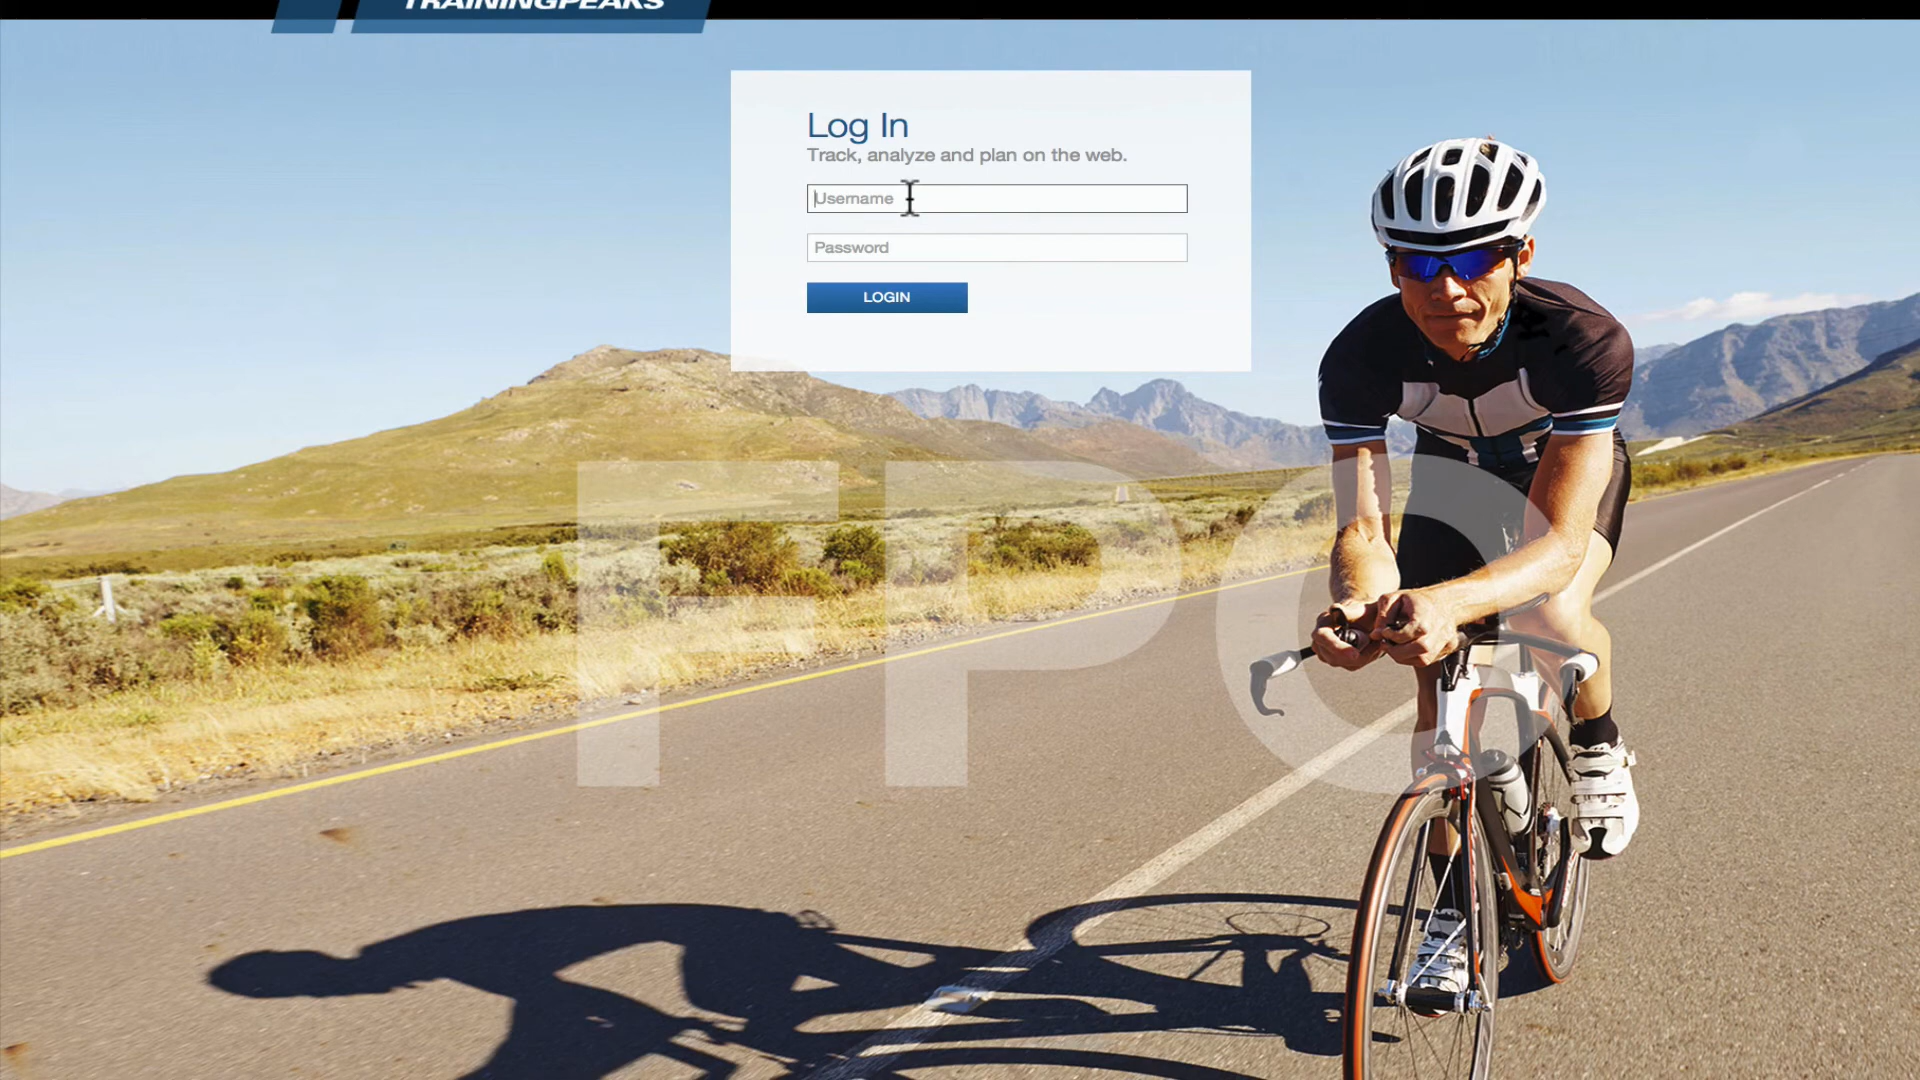 TRAININGPEAKS
Log In
Track, analyze and plan on the web.
Username
Password
LOGIN
FPO